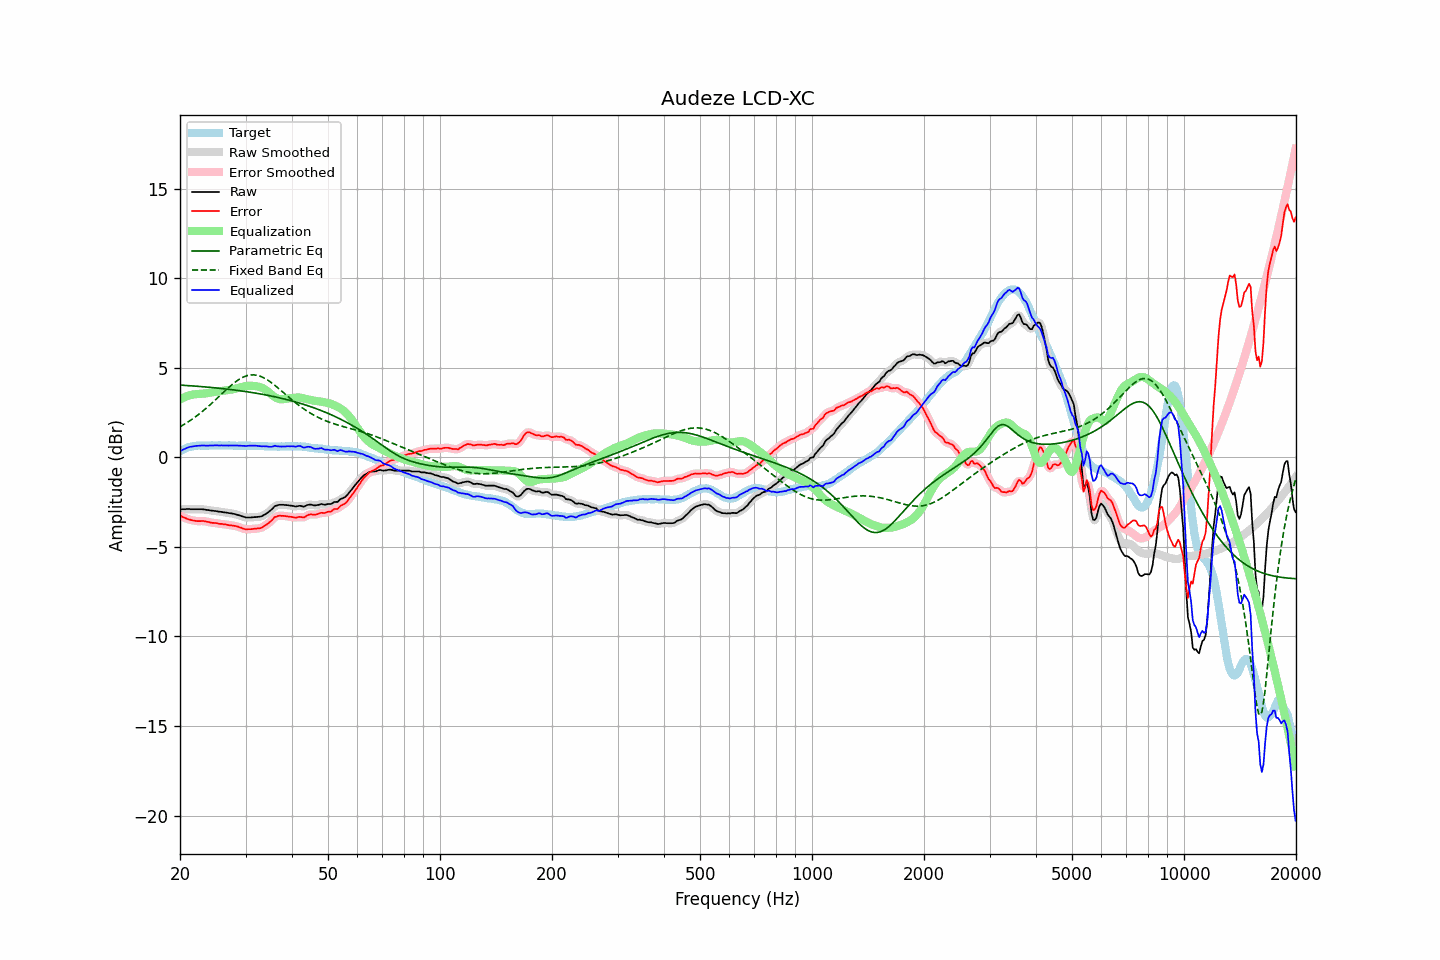 Audeze LCD-XC
Target
Raw Smoothed
Error Smoothed
Raw
Error
Equalization
Parametric Eq
Fixed Band Eq
Equalized
15
10
5
0
−5
−10
−15
−20
Amplitude (dBr)
20 50 100 200 500 1000 2000 5000 10000 20000
Frequency (Hz)